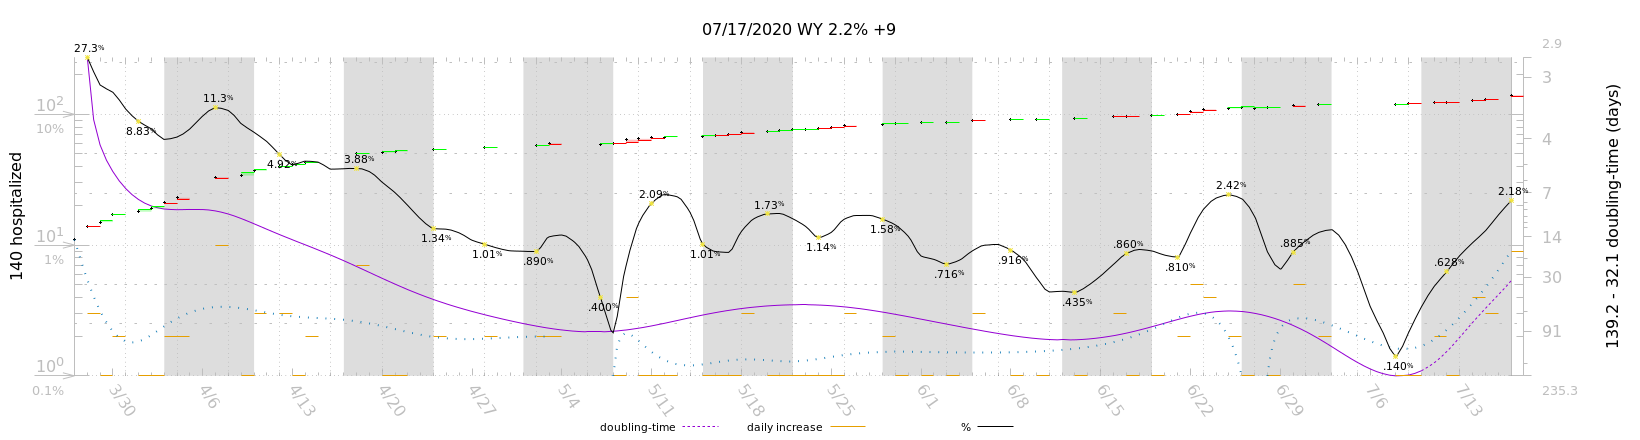 07/17/2020 WY 2.2% +9
27.3% 2.9
3
10² 11.3%
10% 8.83% 4
4.92% 3.88%
2.09% 2.42% 2.18% 7
1.73%
10¹ 1.34% 1.01% .890% 1.01% 1.14% 1.58% .716% .916% .860% .810% .885% .628% 14
1% 30
.400% .435%
91
10⁰ .140%
0.1% 235.3
140 hospitalized
139.2 - 32.1 doubling-time (days)
3/30 4/6 4/13 4/20 4/27 5/4 5/11 5/18 5/25 6/1 6/8 6/15 6/22 6/29 7/6 7/13
doubling-time daily increase %